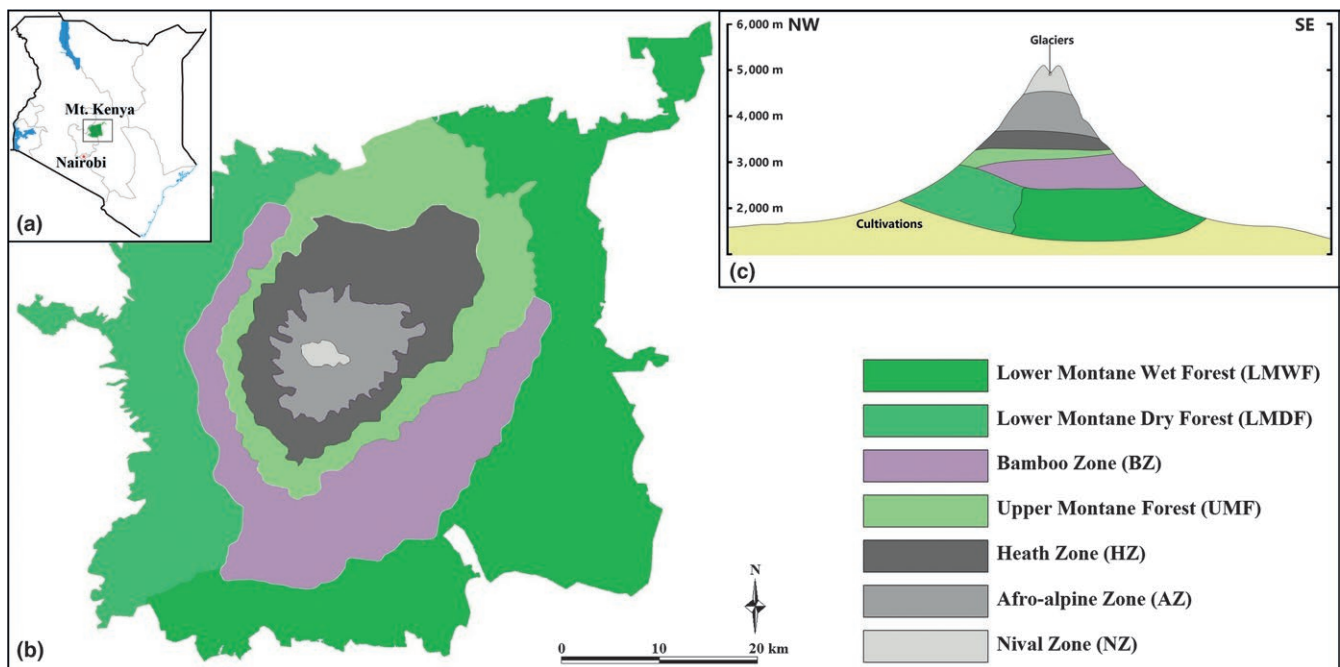 Mt. Kenya
Nairobi
(a)
6,000 m NW
SE
Glaciers
5,000 m
4,000 m
3,000 m
2,000 m
Cultivations
(c)
Lower Montane Wet Forest (LMWF)
Lower Montane Dry Forest (LMDF)
Bamboo Zone (BZ)
Upper Montane Forest (UMF)
Heath Zone (HZ)
Afro-alpine Zone (AZ)
Nival Zone (NZ)
N
0 10 20 km
(b)